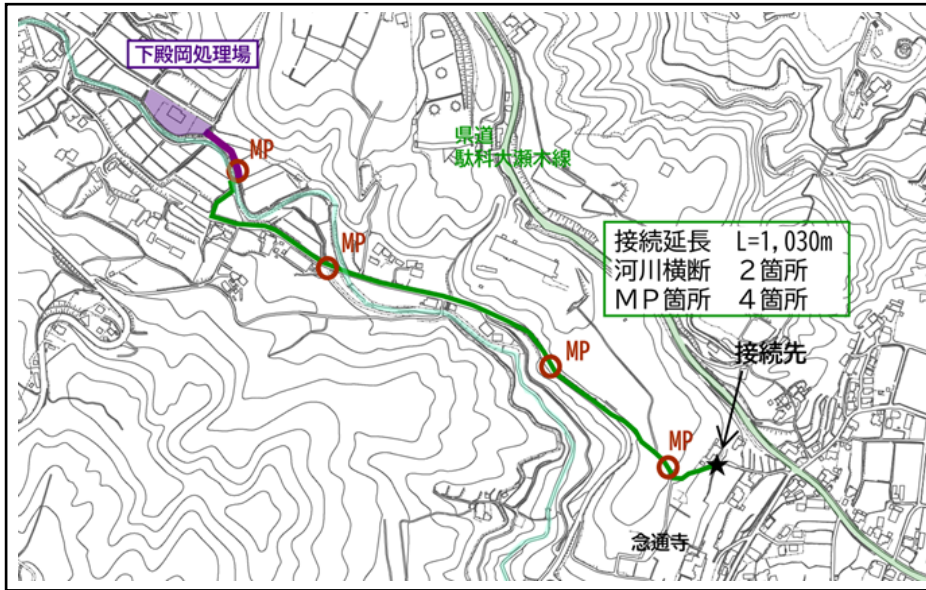 下殿岡処理場
MP
県道
駄科大瀬木線
MP
接続延長 L=1,030m
河川横断 2箇所
MP箇所 4箇所
接続先
MP
MP
念通寺